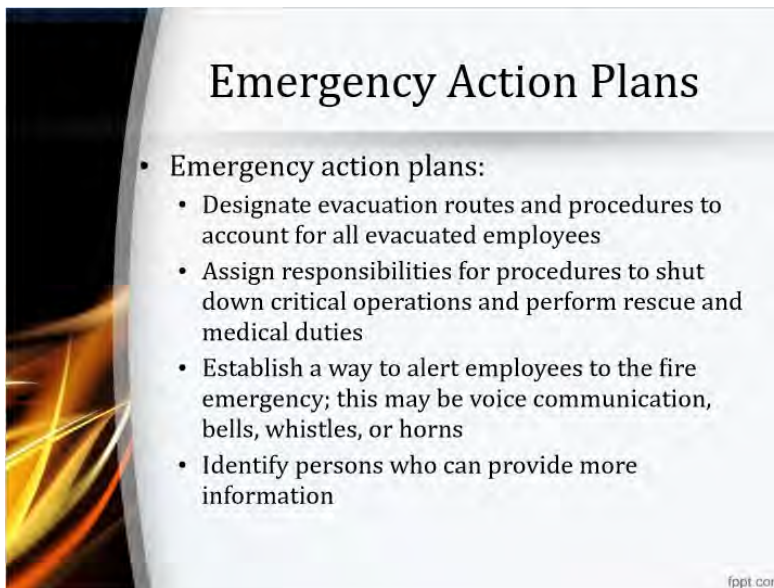 Emergency Action Plans
• Emergency action plans:
• Designate evacuation routes and procedures to
account for all evacuated employees
• Assign responsibilities for procedures to shut
down critical operations and perform rescue and
medical duties
• Establish a way to alert employees to the fire
emergency; this may be voice communication,
bells, whistles, or horns
• Identify persons who can provide more
information
fppt.com